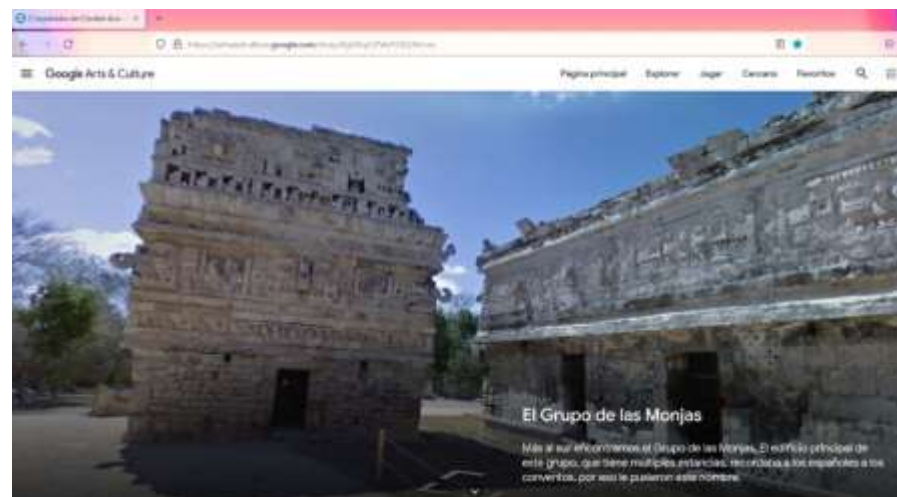 Google Arts & Culture
Página principal Explorar Jugar Cercano Favoritos
El Grupo de las Monjas
Más al sur encontramos el Grupo de las Monjas. El edificio principal de
este grupo, que tiene múltiples estancias, recordaba a los españoles a los
conventos, por eso le pusieron este nombre.